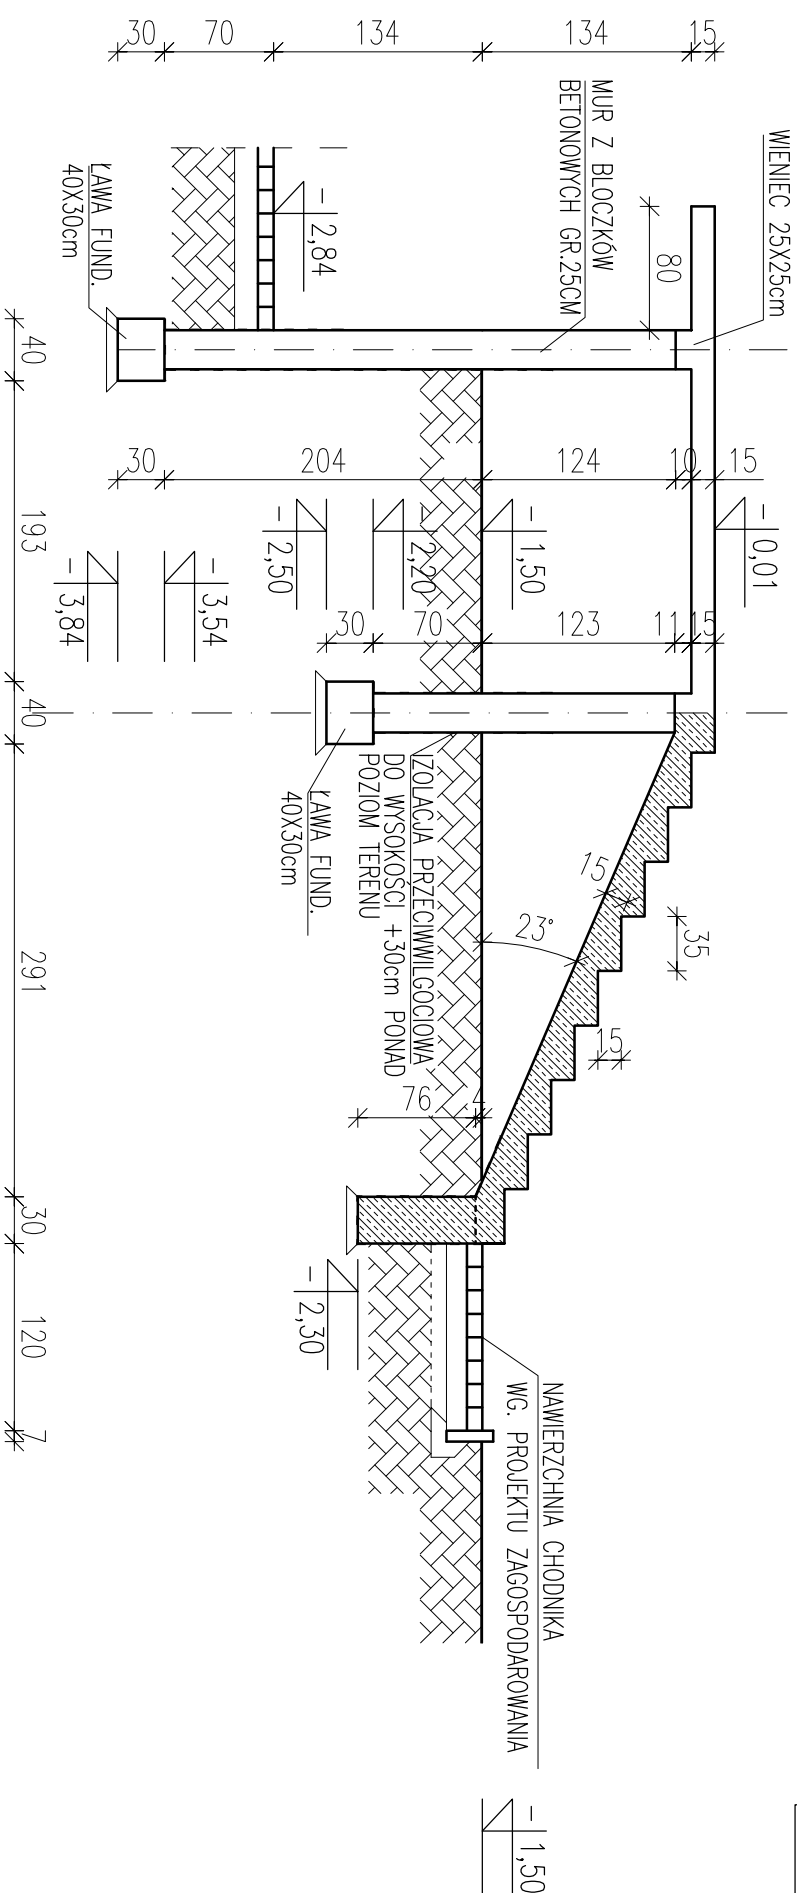 WIENIEC 25X25cm
MUR Z BLOCZKÓW
BETONOWYCH GR.25CM
ŁAWA FUND.
40X30cm
ŁAWA FUND.
40X30cm
IZOLACJA PRZECIWWILGOCIOWA
DO WYSOKOŚCI +30cm PONAD
POZIOM TERENU
NAWIERZCHNIA CHODNIKA
WG. PROJEKTU ZAGOSPODAROWANIA
30 70 134 134 15
80
- 2,84
30 204 124 10 15
- 0,01
- 1,50
- 2,20
- 2,50
- 3,54
- 3,84
30 70 123 11 15
15
35
23°
15
76 4
- 2,30
- 1,50
40 193 40 291 30 120 7